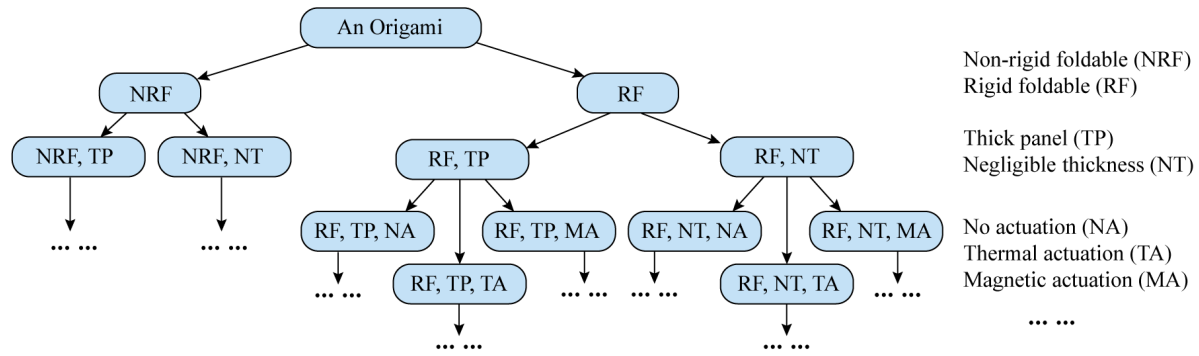 An Origami
NRF
RF
NRF, TP
NRF, NT
RF, TP
RF, NT
RF, TP, NA
RF, TP, MA
RF, NT, NA
RF, NT, MA
RF, TP, TA
RF, NT, TA
... ...
... ...
... ...
... ...
... ...
... ...
... ...
... ...
Non-rigid foldable (NRF)
Rigid foldable (RF)
Thick panel (TP)
Negligible thickness (NT)
No actuation (NA)
Thermal actuation (TA)
Magnetic actuation (MA)
... ...